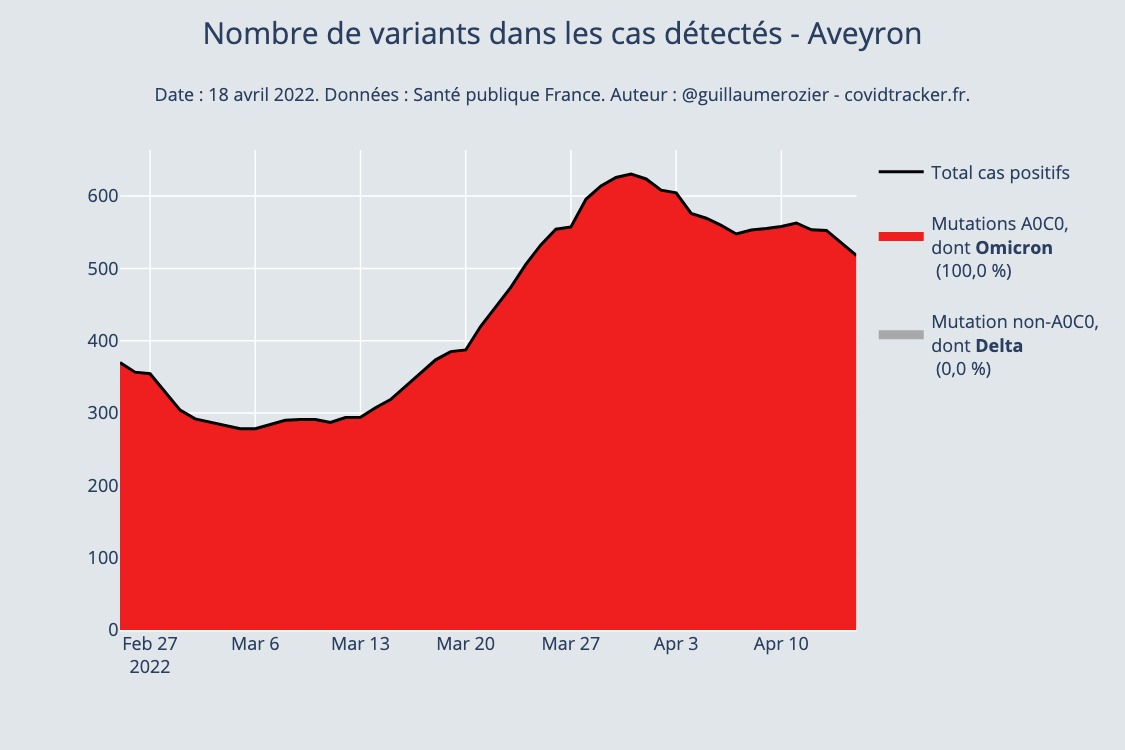 Nombre de variants dans les cas détectés - Aveyron
Date : 18 avril 2022. Données : Santé publique France. Auteur : @guillaumerozier - covidtracker.fr.
Total cas positifs
Mutations A0C0,
dont Omicron
(100,0 %)
Mutation non-A0C0,
dont Delta
(0,0 %)
600
500
400
300
200
100
0
Feb 27
2022
Mar 6
Mar 13
Mar 20
Mar 27
Apr 3
Apr 10